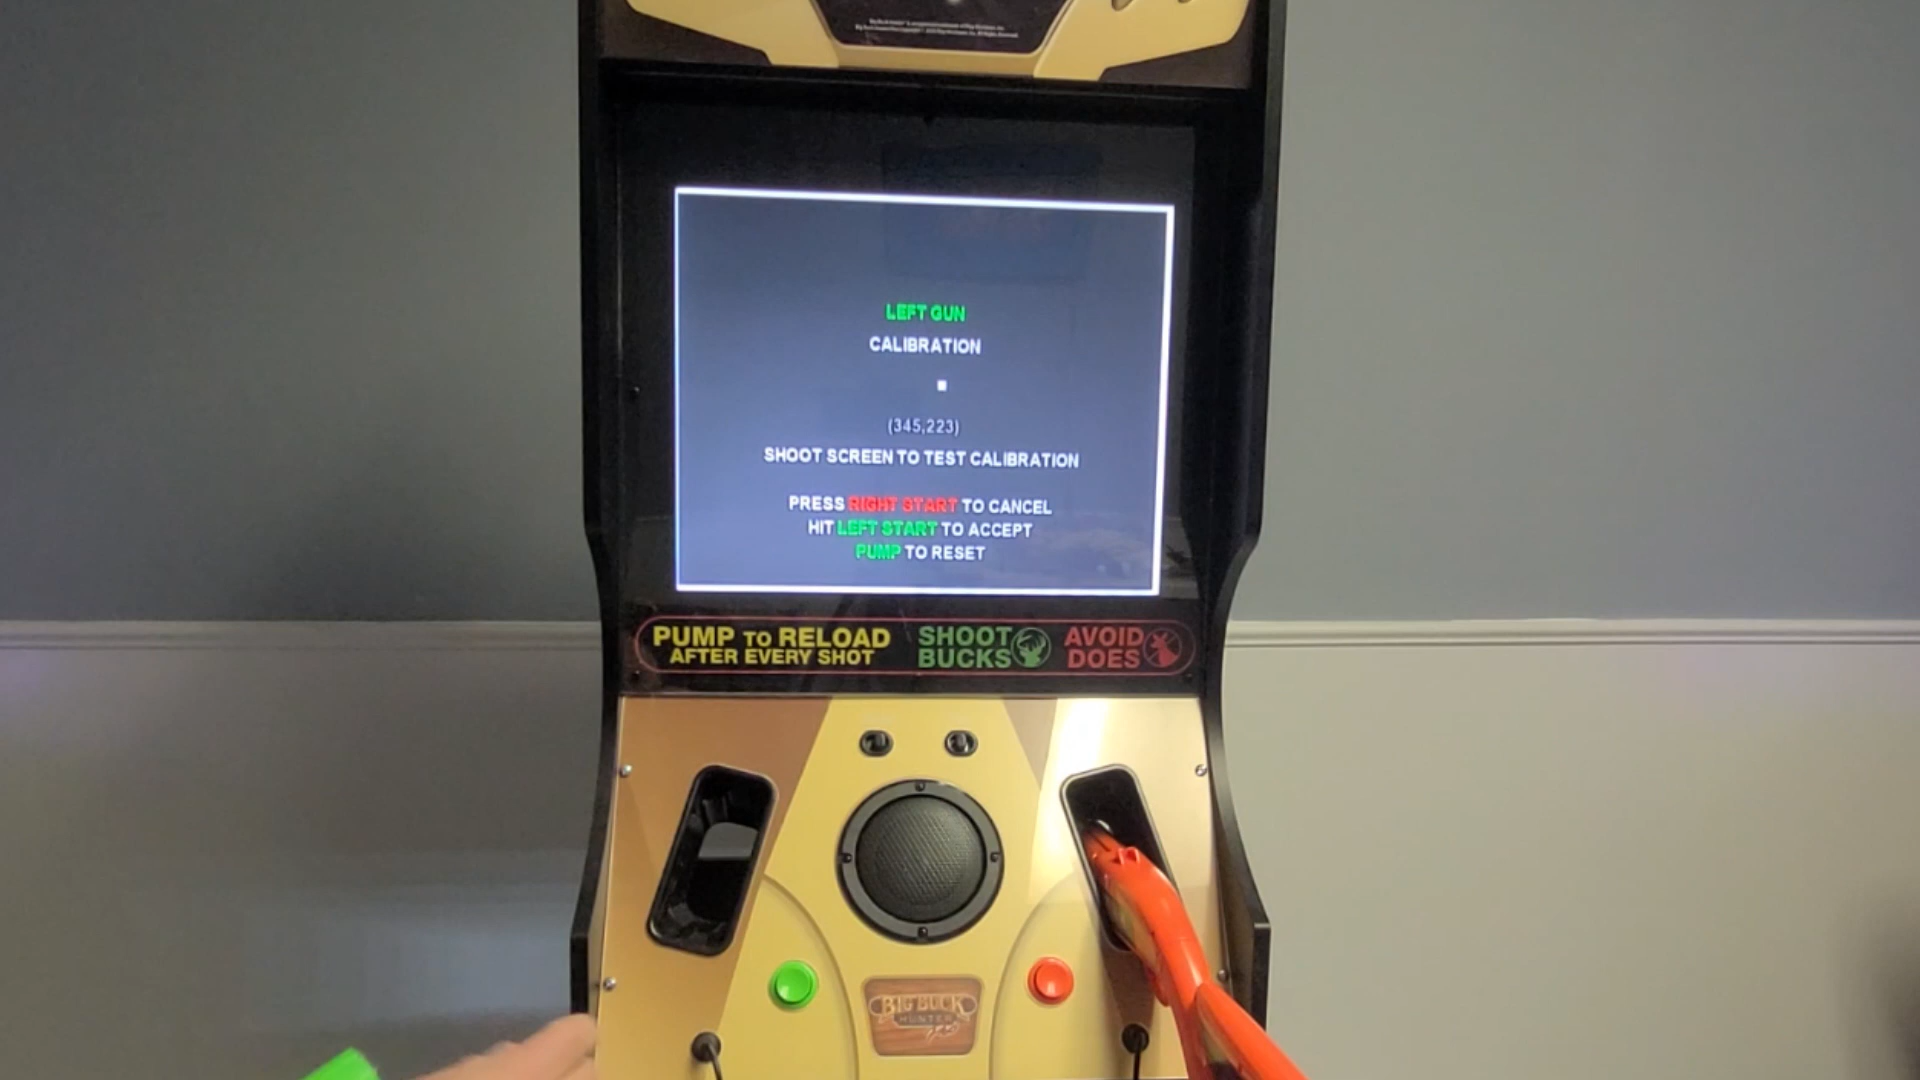 LEFT GUN
CALIBRATION
(345,223)
SHOOT SCREEN TO TEST CALIBRATION
PRESS RIGHT START TO CANCEL
HIT LEFT START TO ACCEPT
PUMP TO RESET
PUMP TO RELOAD
AFTER EVERY SHOT
SHOOT
BUCKS
AVOID
DOES
BIG BUCK
HUNTER